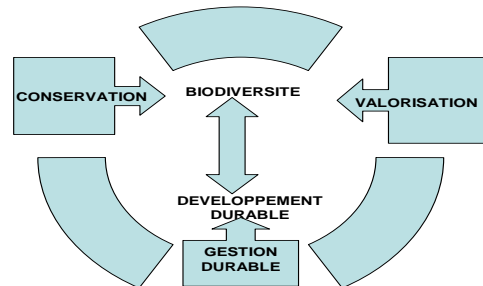 CONSERVATION
BIODIVERSITE
VALORISATION
DEVELOPPEMENT
DURABLE
GESTION
DURABLE